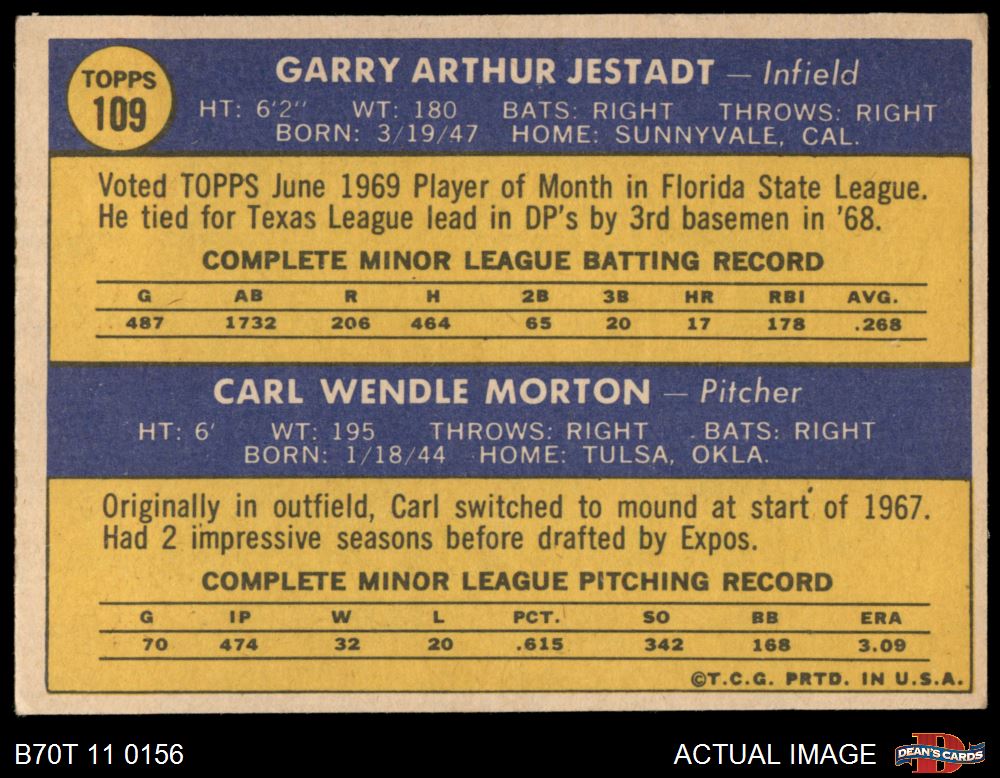 TOPPS
109
GARRY ARTHUR JESTADT — Infield
HT: 6'2" WT: 180 BATS: RIGHT THROWS: RIGHT
BORN: 3/19/47 HOME: SUNNYVALE, CAL.
Voted TOPPS June 1969 Player of Month in Florida State League.
He tied for Texas League lead in DP's by 3rd basemen in '68.
COMPLETE MINOR LEAGUE BATTING RECORD
G AB R H 2B 3B HR RBI AVG.
487 1732 206 464 65 20 17 178 .268
CARL WENDLE MORTON — Pitcher
HT: 6' WT: 195 THROWS: RIGHT BATS: RIGHT
BORN: 1/18/44 HOME: TULSA, OKLA.
Originally in outfield, Carl switched to mound at start of 1967.
Had 2 impressive seasons before drafted by Expos.
COMPLETE MINOR LEAGUE PITCHING RECORD
G IP W L PCT. SO BB ERA
70 474 32 20 .615 342 168 3.09
©T.C.G. PRTD. IN U.S.A.
B70T 11 0156
ACTUAL IMAGE
D
DEAN'S CARDS